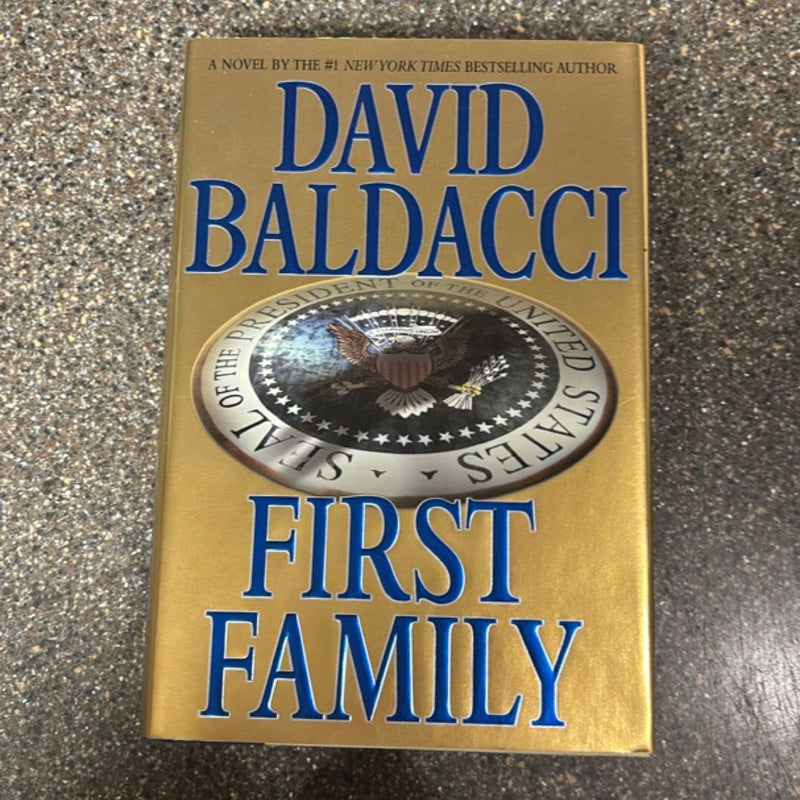 A NOVEL BY THE #1 NEW YORK TIMES BESTSELLING AUTHOR
DAVID
BALDACCI
SEAL OF THE PRESIDENT OF THE UNITED STATES
FIRST
FAMILY